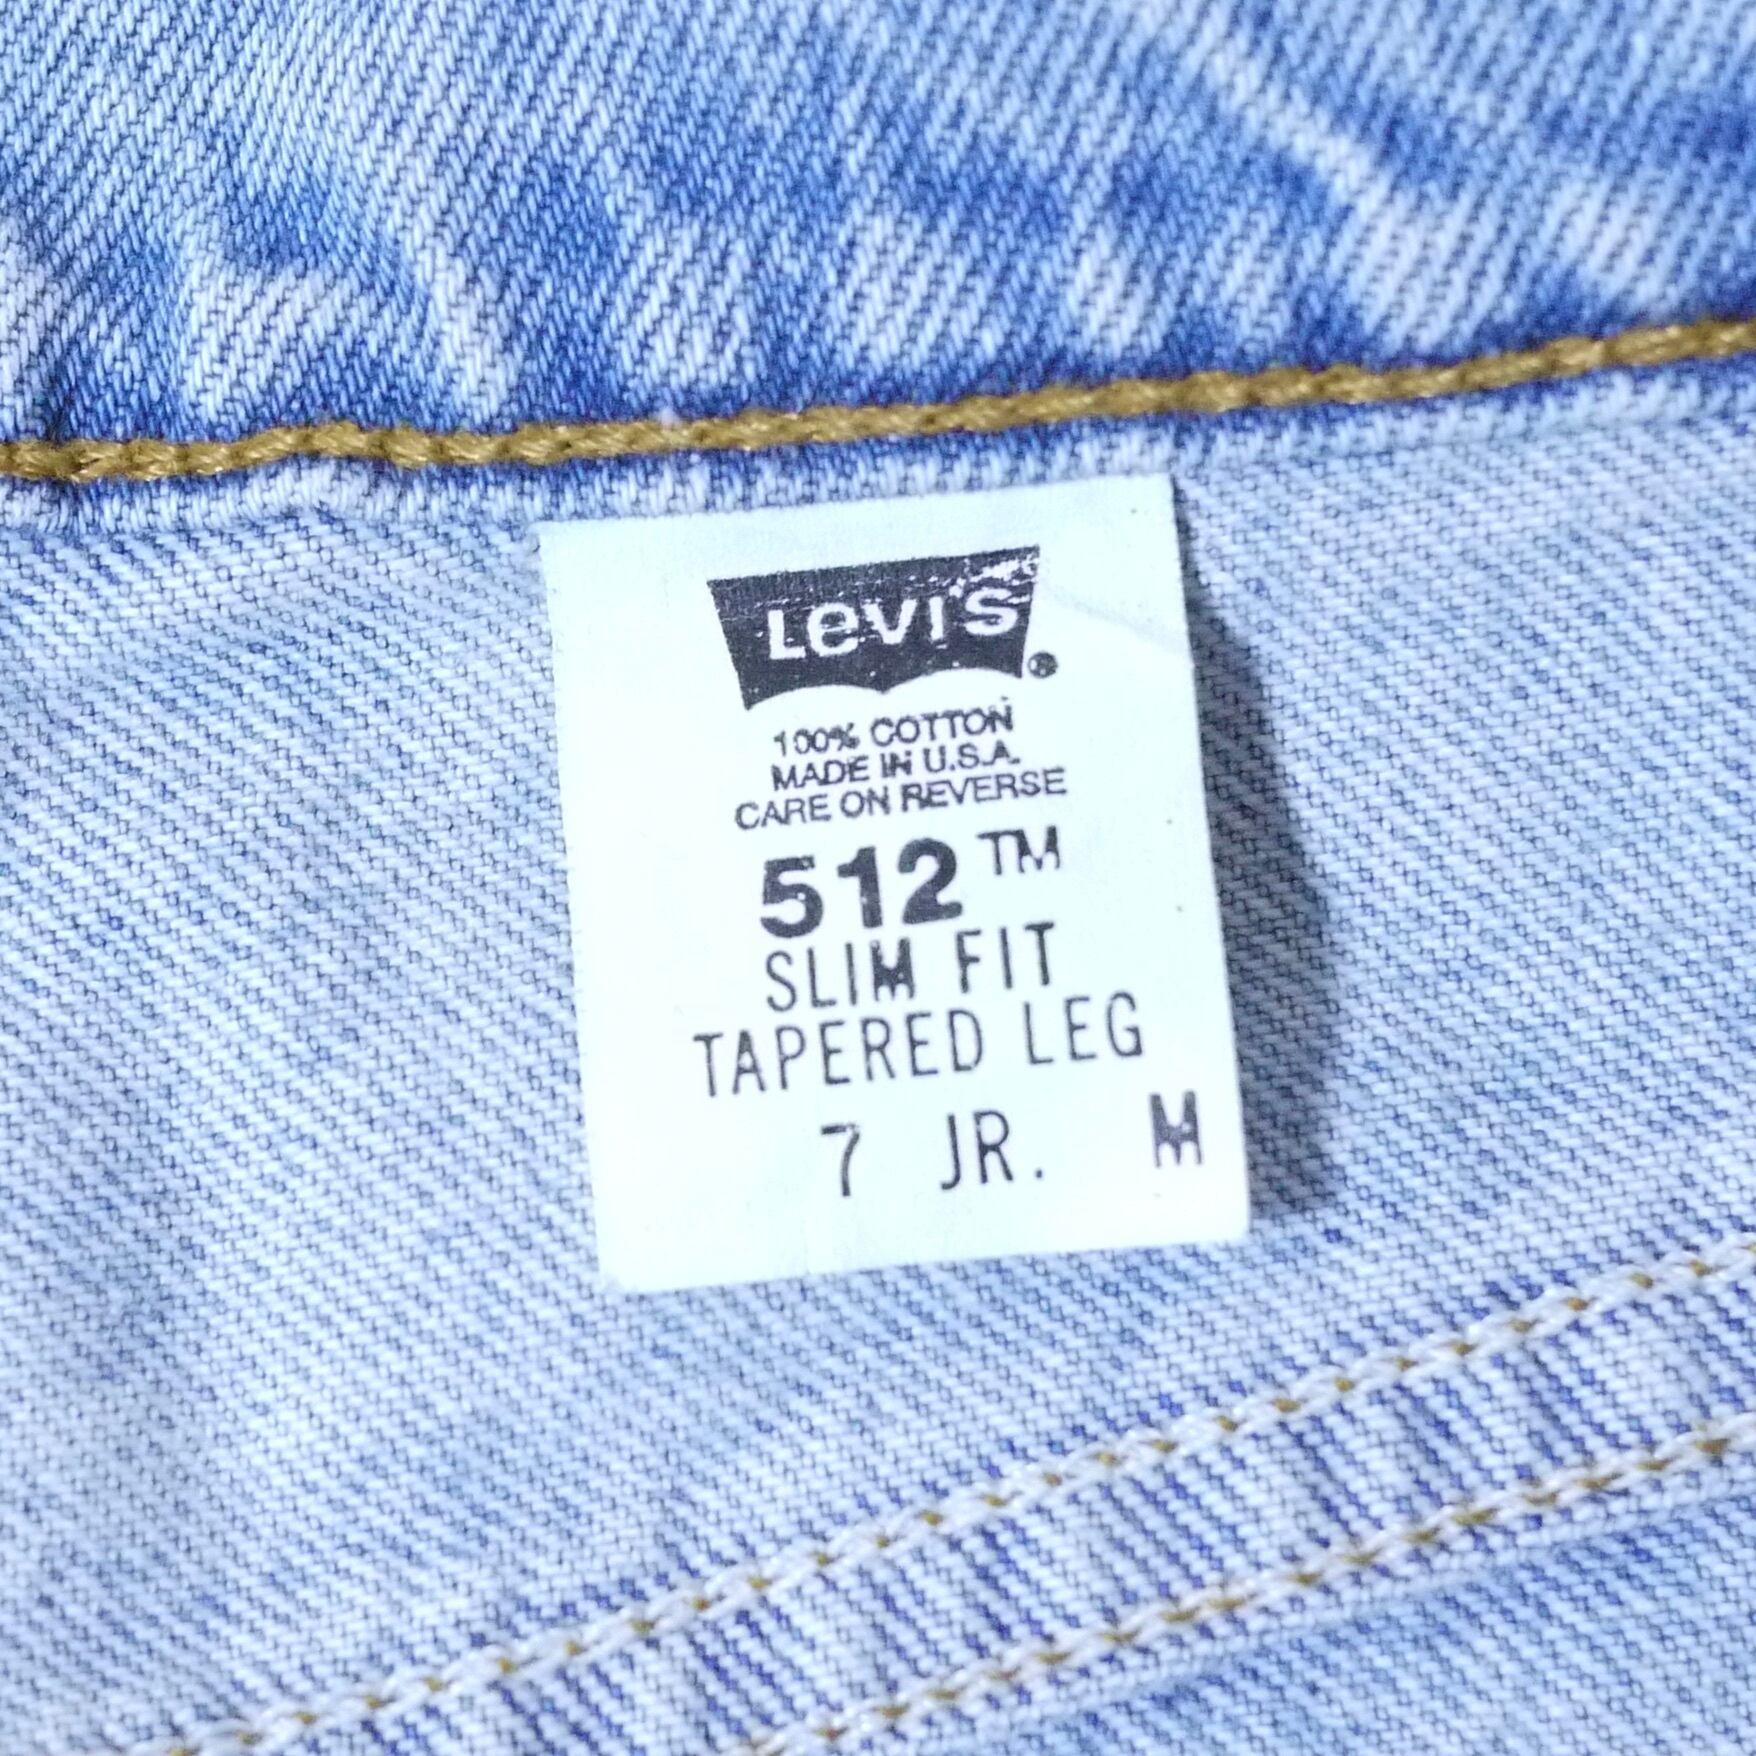 Levi's®
100% COTTON
MADE IN U.S.A.
CARE ON REVERSE
512™
SLIM FIT
TAPERED LEG
7 JR. M